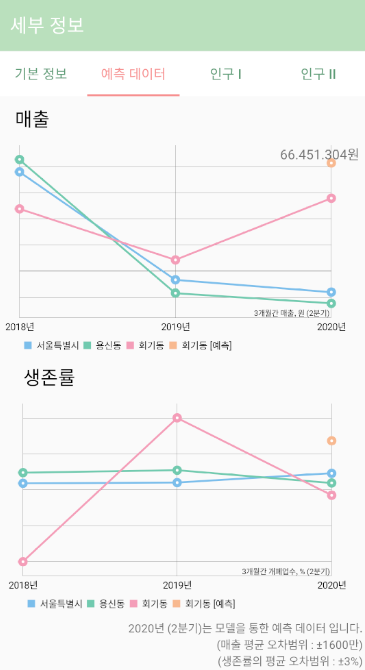 세부 정보
기본 정보 예측 데이터 인구 I 인구 II
매출
66.451.304원
3개월간 매출, 원 (2분기)
2018년 2019년 2020년
서울특별시 용신동 회기동 회기동 [예측]
생존률
3개월간 개폐업수, % (2분기)
2018년 2019년 2020년
서울특별시 용신동 회기동 회기동 [예측]
2020년 (2분기)는 모델을 통한 예측 데이터 입니다.
(매출 평균 오차범위 : ±1600만)
(생존률의 평균 오차범위 : ±3%)